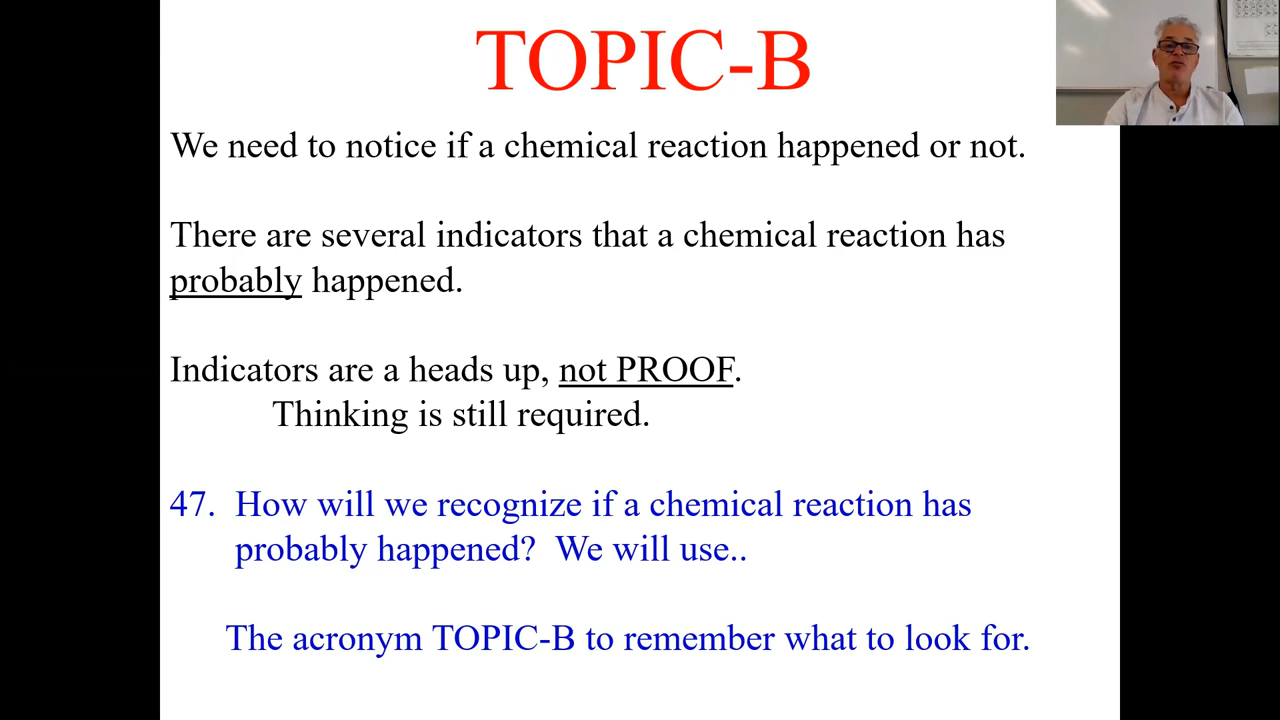 TOPIC-B
We need to notice if a chemical reaction happened or not.
There are several indicators that a chemical reaction has
probably happened.
Indicators are a heads up, not PROOF.
Thinking is still required.
47. How will we recognize if a chemical reaction has
probably happened? We will use..
The acronym TOPIC-B to remember what to look for.